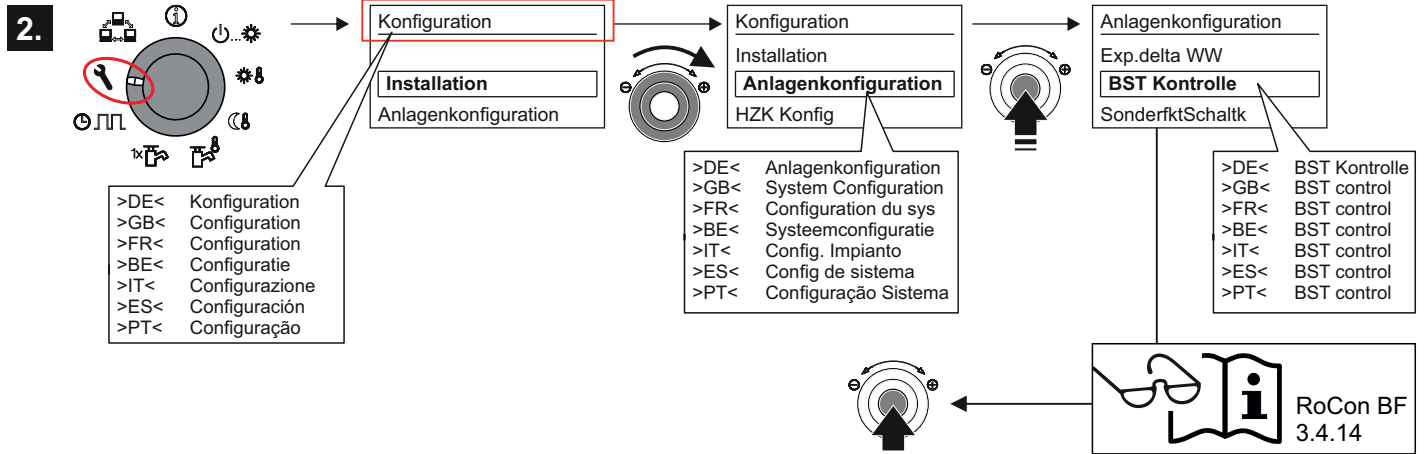 2.
1x
Konfiguration
Installation
Anlagenkonfiguration
>DE< Konfiguration
>GB< Configuration
>FR< Configuration
>BE< Configuratie
>IT< Configurazione
>ES< Configuración
>PT< Configuração
Konfiguration
Installation
Anlagenkonfiguration
HZK Konfig
>DE< Anlagenkonfiguration
>GB< System Configuration
>FR< Configuration du sys
>BE< Systeemconfiguratie
>IT< Config. Impianto
>ES< Config de sistema
>PT< Configuração Sistema
Anlagenkonfiguration
Exp.delta WW
BST Kontrolle
SonderfktSchaltk
>DE< BST Kontrolle
>GB< BST control
>FR< BST control
>BE< BST control
>IT< BST control
>ES< BST control
>PT< BST control
i
RoCon BF
3.4.14